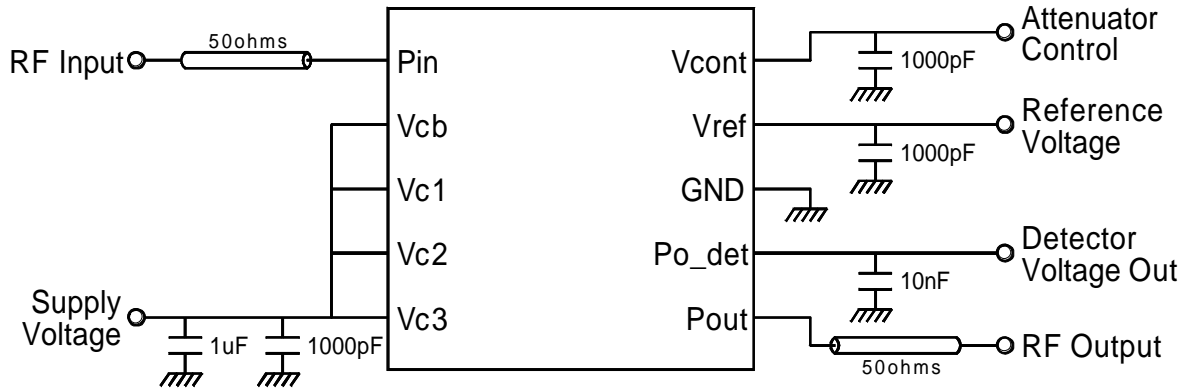 50ohms
RF Input
Pin
Vcb
Vc1
Vc2
Vc3
Supply
Voltage
1uF
1000pF
Vcont
Vref
GND
Po_det
Pout
Attenuator
Control
1000pF
Reference
Voltage
1000pF
Detector
Voltage Out
10nF
RF Output
50ohms